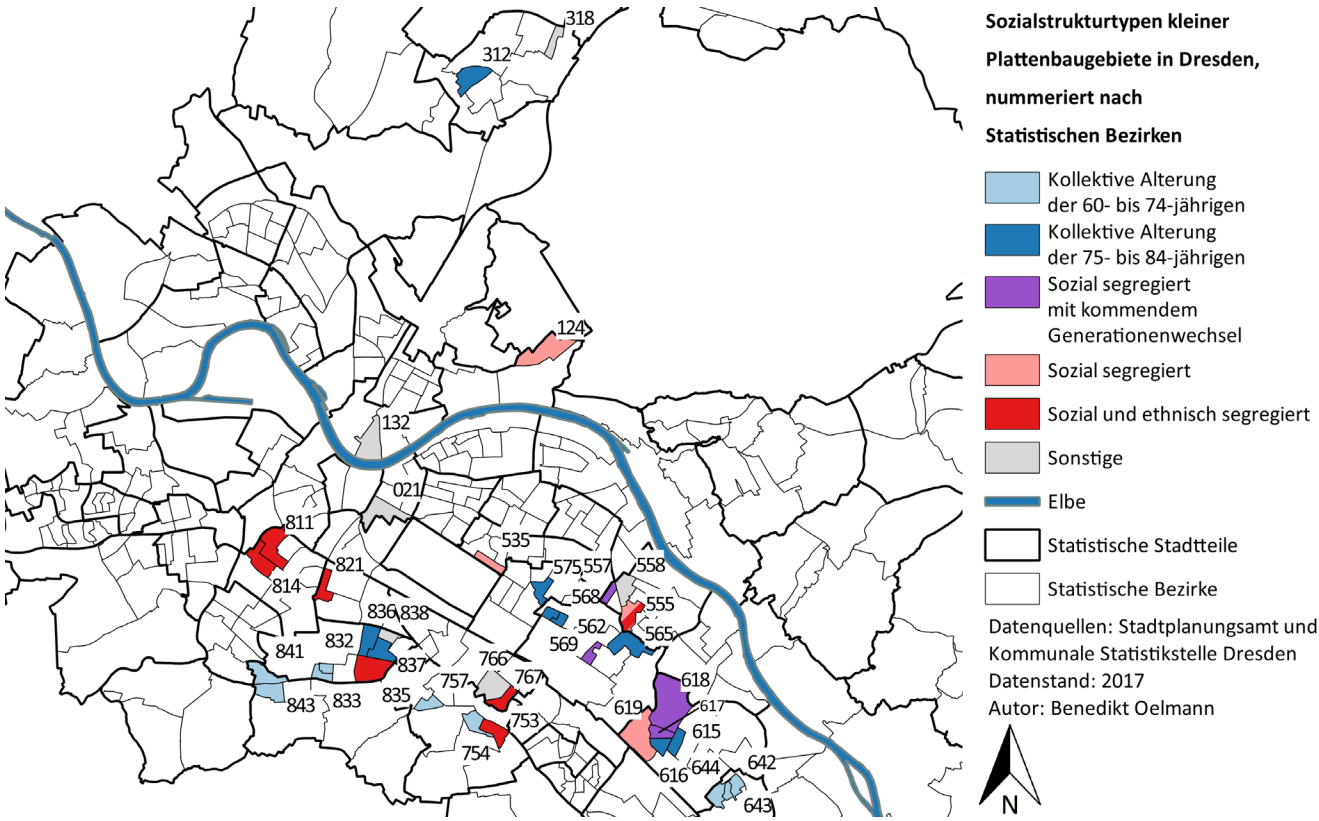 Sozialstrukturtypen kleiner
Plattenbaugebiete in Dresden,
nummeriert nach
Statistischen Bezirken
Kollektive Alterung
der 60- bis 74-jährigen
Kollektive Alterung
der 75- bis 84-jährigen
Sozial segregiert
mit kommendem
Generationenwechsel
Sozial segregiert
Sozial und ethnisch segregiert
Sonstige
Elbe
Statistische Stadtteile
Statistische Bezirke
Datenquellen: Stadtplanungsamt und
Kommunale Statistikstelle Dresden
Datenstand: 2017
Autor: Benedikt Oelmann
N
318
312
124
132
021
811
535
814
821
575
557
558
568
555
836
838
562
565
832
569
841
837
766
767
618
757
843
833
835
619
617
753
615
754
616
644
642
643